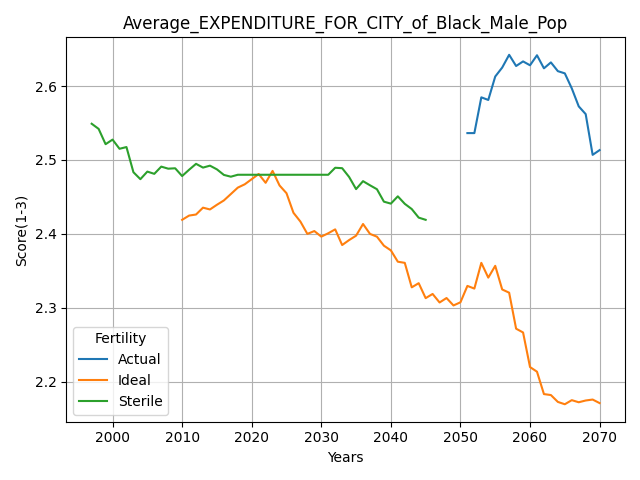 Average_EXPENDITURE_FOR_CITY_of_Black_Male_Pop
Score(1-3)
2.6
2.5
2.4
2.3
2.2
Fertility
Actual
Ideal
Sterile
2000 2010 2020 2030 2040 2050 2060 2070
Years